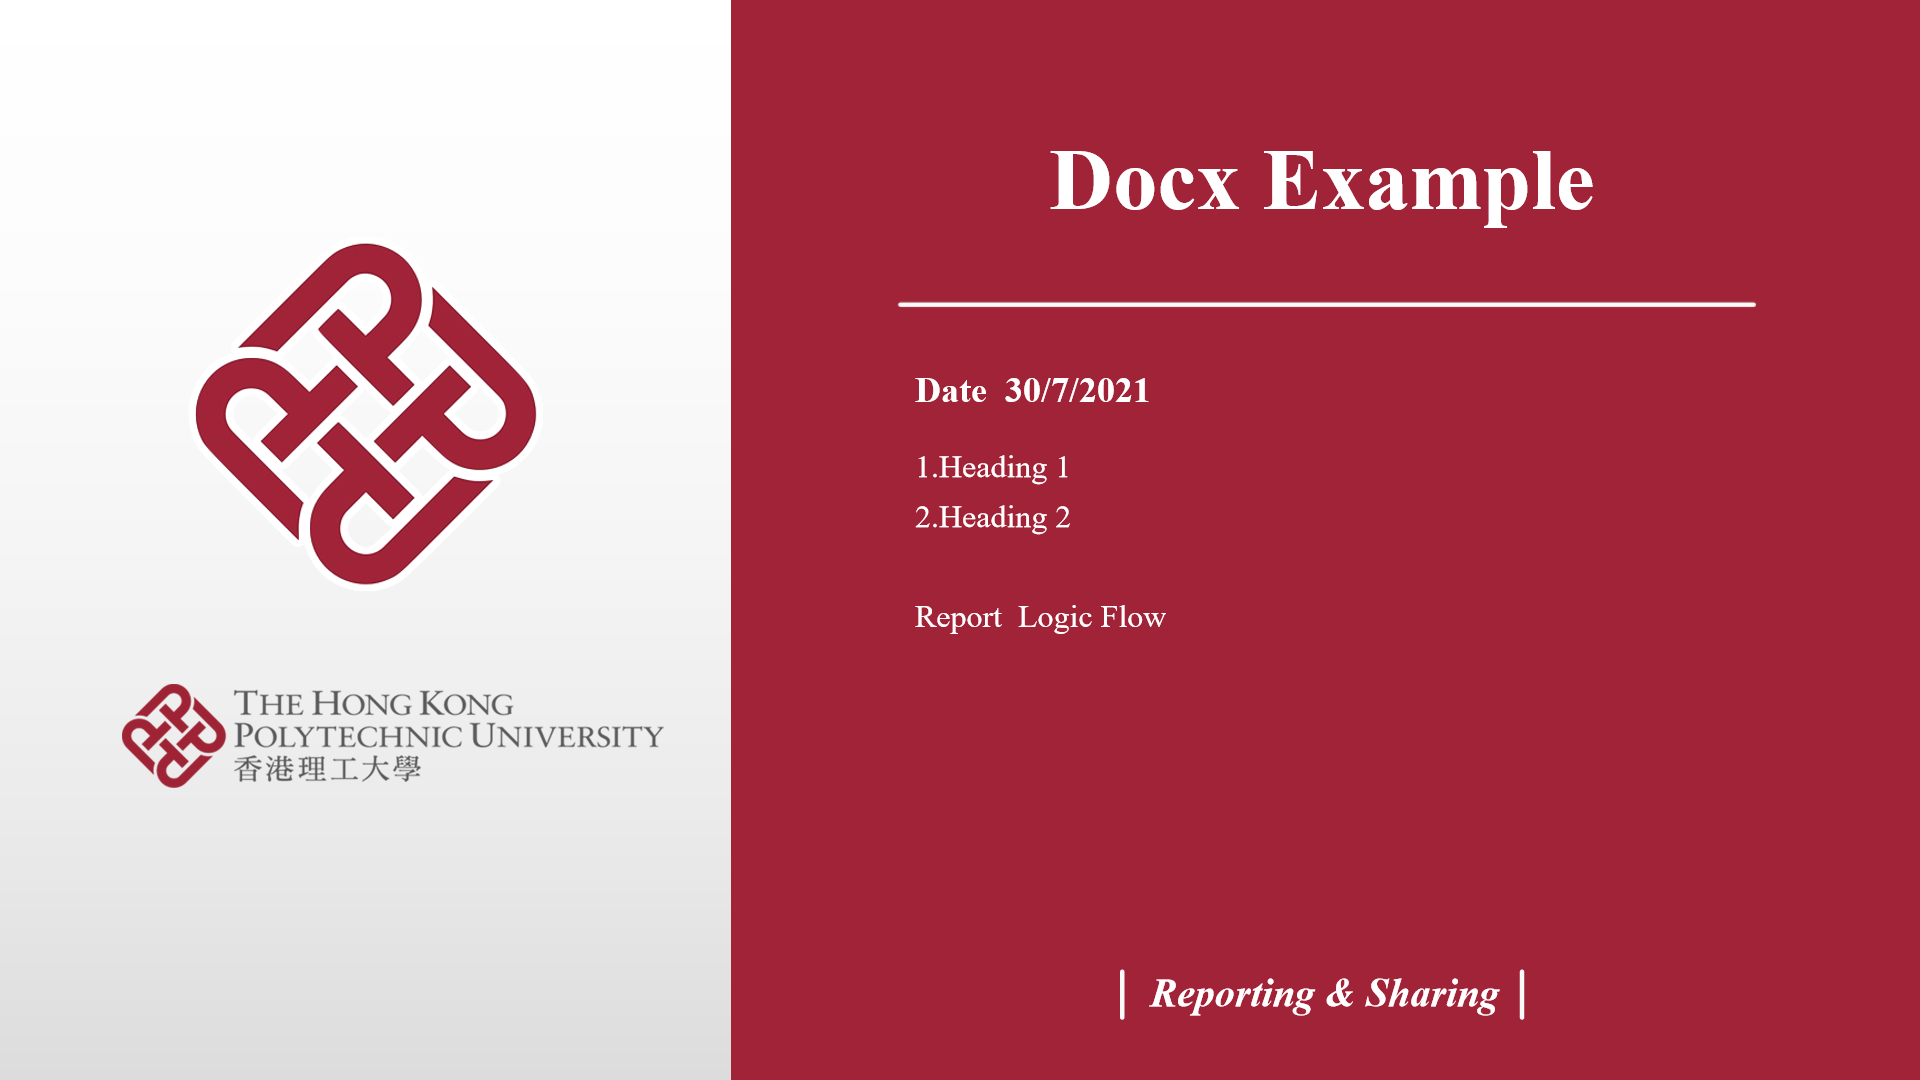 THE HONG KONG
POLYTECHNIC UNIVERSITY
香港理工大學
Docx Example
Date  30/7/2021
1.Heading 1
2.Heading 2
Report  Logic Flow
| Reporting & Sharing |